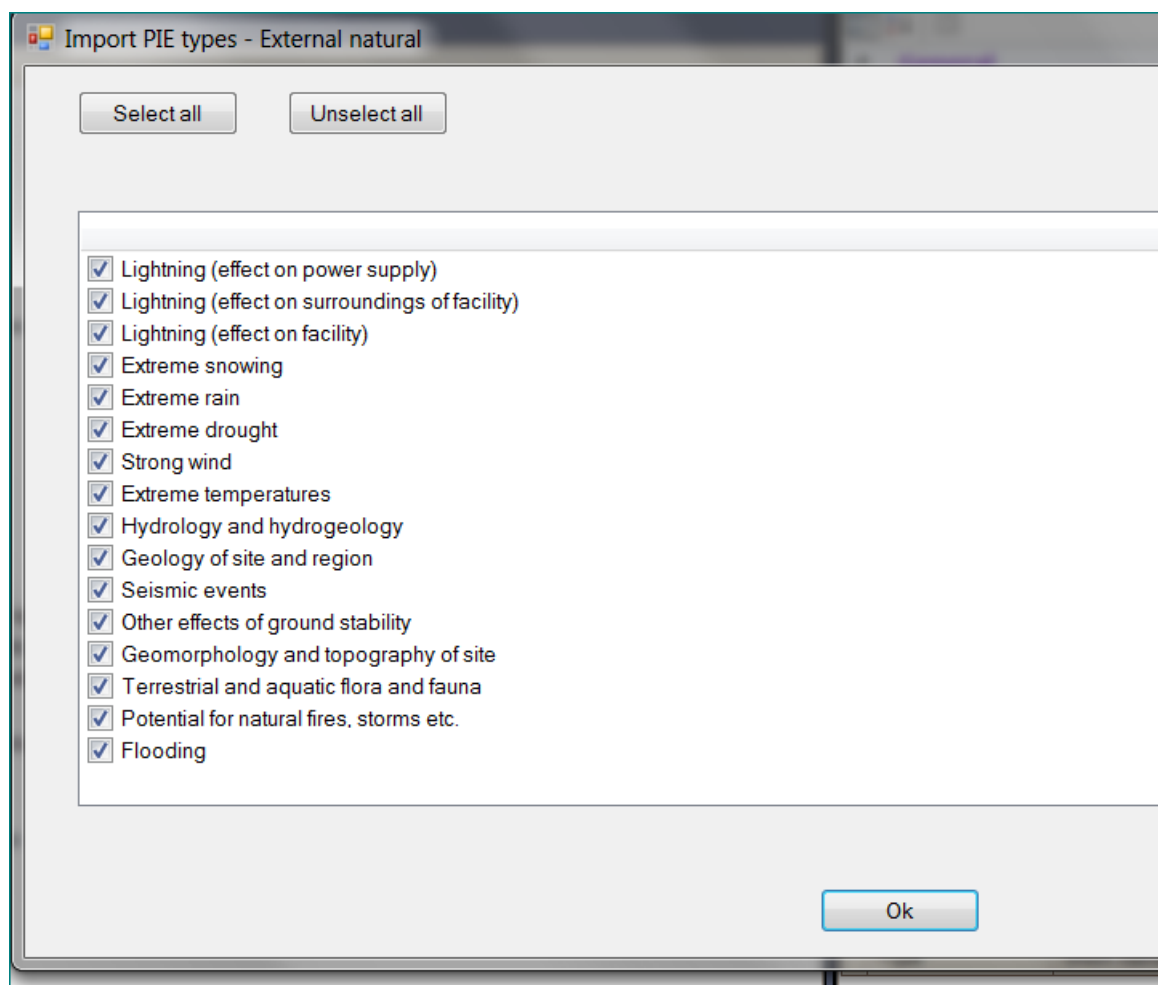 Import PIE types - External natural
Select all Unselect all
Lightning (effect on power supply)
Lightning (effect on surroundings of facility)
Lightning (effect on facility)
Extreme snowing
Extreme rain
Extreme drought
Strong wind
Extreme temperatures
Hydrology and hydrogeology
Geology of site and region
Seismic events
Other effects of ground stability
Geomorphology and topography of site
Terrestrial and aquatic flora and fauna
Potential for natural fires, storms etc.
Flooding
Ok